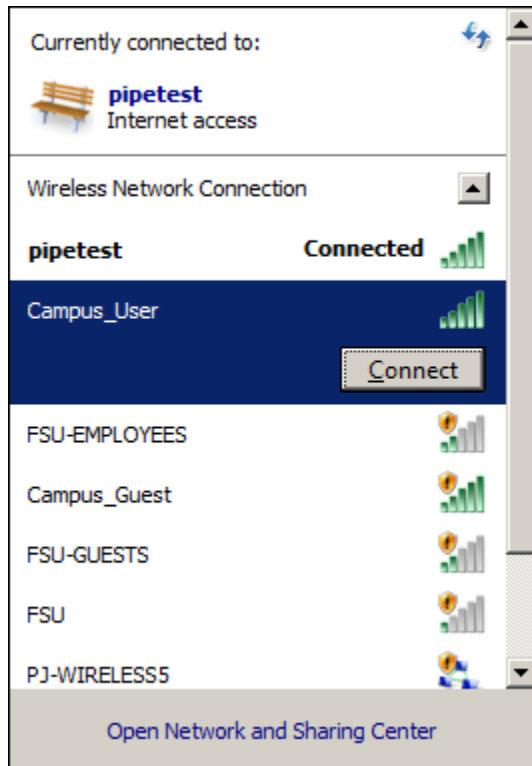 Currently connected to:
pipetest
Internet access
Wireless Network Connection
pipetest Connected
Campus_User
Connect
FSU-EMPLOYEES
Campus_Guest
FSU-GUESTS
FSU
PJ-WIRELESS5
Open Network and Sharing Center